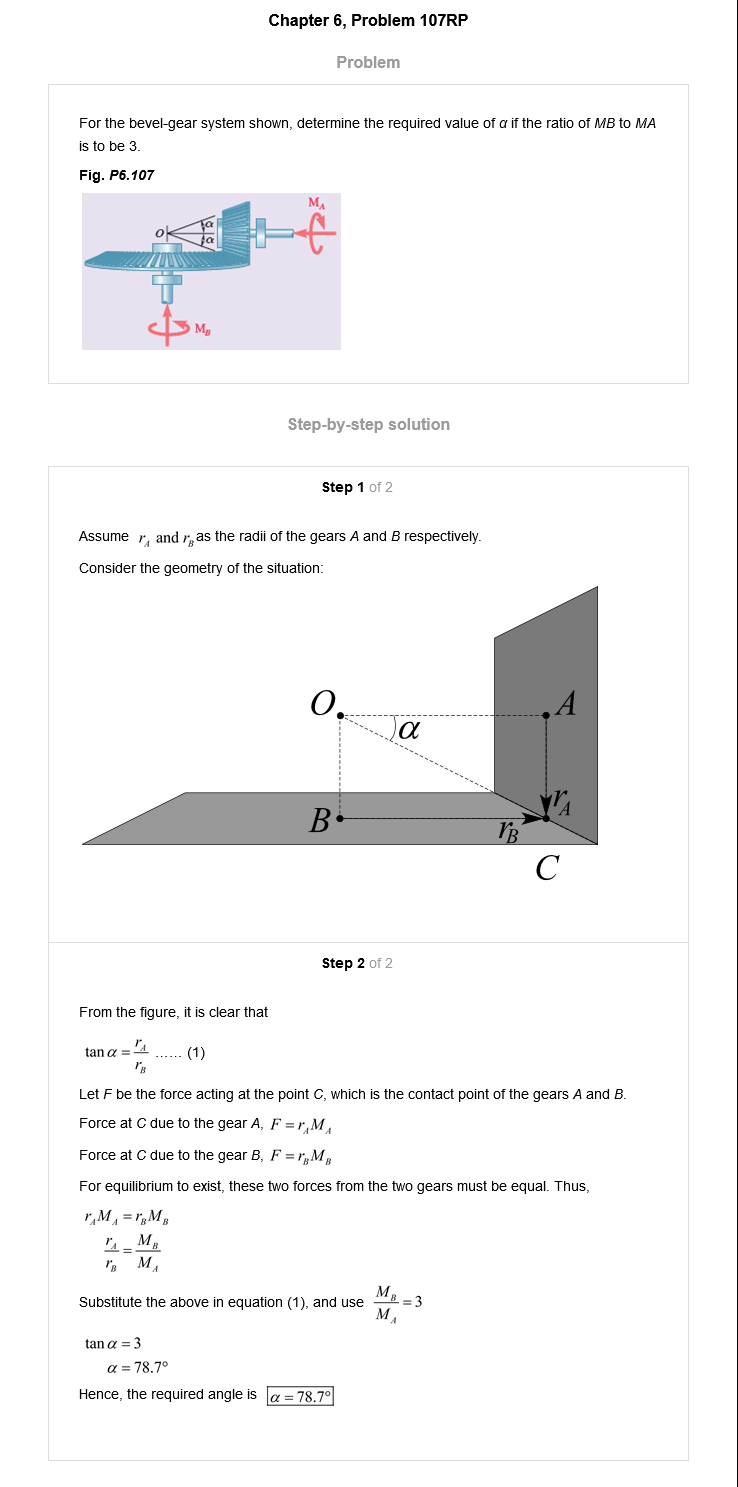 Chapter 6, Problem 107RP
Problem
For the bevel-gear system shown, determine the required value of α if the ratio of MB to MA
is to be 3.
Fig. P6.107
M_A
O
α
α
M_B
Step-by-step solution
Step 1 of 2
Assume r_A and r_B as the radii of the gears A and B respectively.
Consider the geometry of the situation:
O
A
α
r_A
B
r_B
C
Step 2 of 2
From the figure, it is clear that
tan α = r_A / r_B ...... (1)
Let F be the force acting at the point C, which is the contact point of the gears A and B.
Force at C due to the gear A, F = r_A M_A
Force at C due to the gear B, F = r_B M_B
For equilibrium to exist, these two forces from the two gears must be equal. Thus,
r_A M_A = r_B M_B
r_A / r_B = M_B / M_A
Substitute the above in equation (1), and use M_B / M_A = 3
tan α = 3
α = 78.7°
Hence, the required angle is α = 78.7°